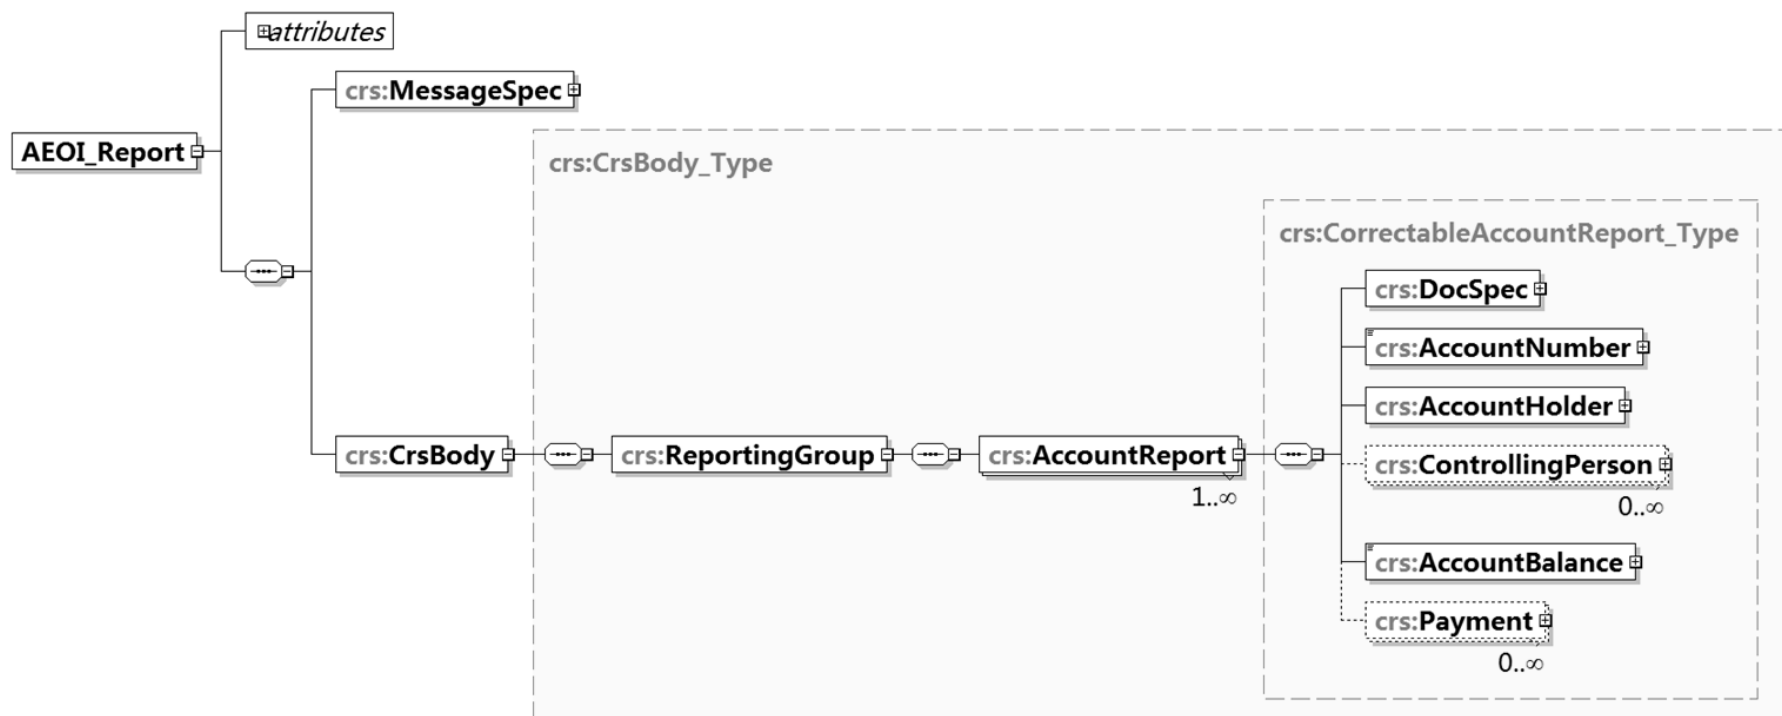 attributes
crs:MessageSpec
AEOI_Report
crs:CrsBody_Type
crs:CorrectableAccountReport_Type
crs:DocSpec
crs:AccountNumber
crs:AccountHolder
crs:CrsBody
crs:ReportingGroup
crs:AccountReport
1..∞
crs:ControllingPerson
0..∞
crs:AccountBalance
crs:Payment
0..∞